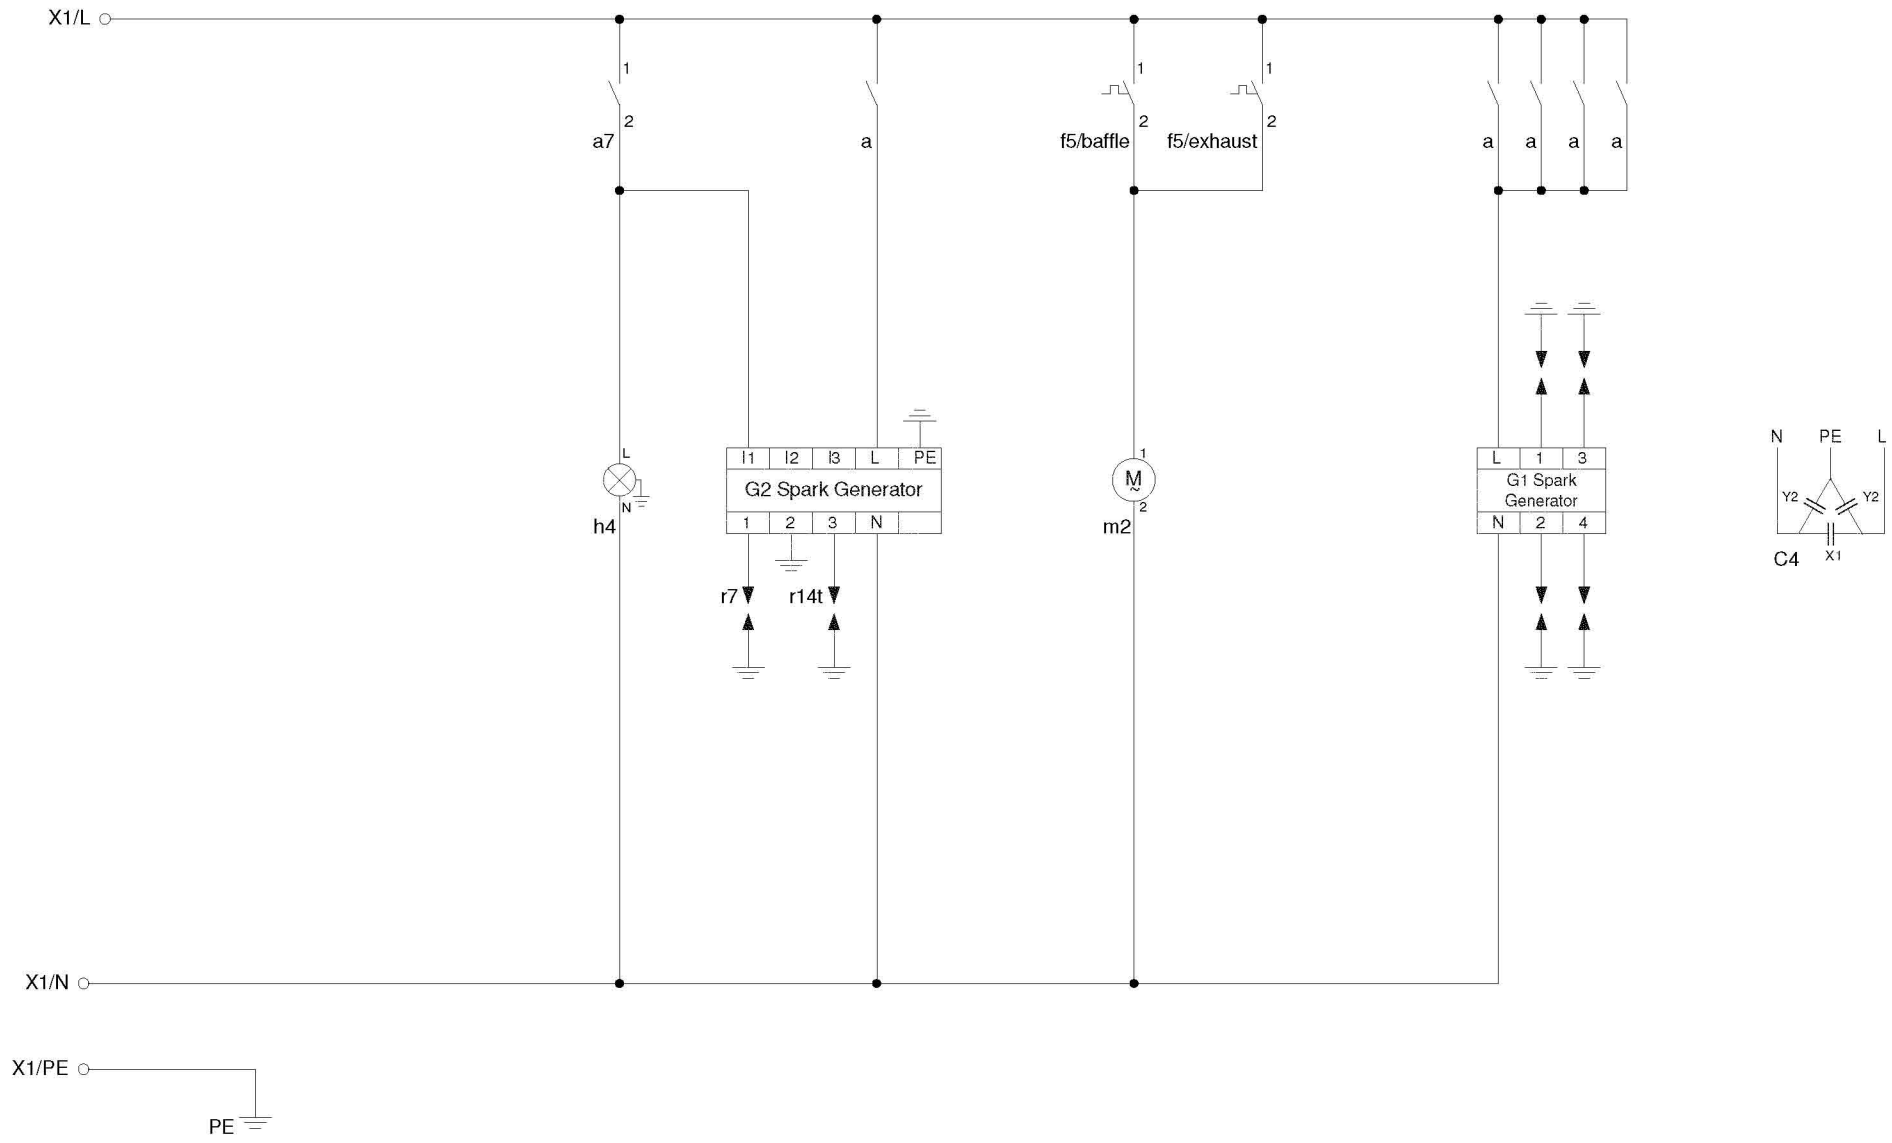 X1/L
1 1 1
2 2 2
a7 a f5/baffle f5/exhaust a a a a
N PE L
L 1
I1 I2 I3 L PE
L 1 3
G2 Spark Generator
M
~
G1 Spark
Generator
Y2 Y2
N 2
h4 1 2 3 N m2 N 2 4
C4 X1
r7 r14t
X1/N
X1/PE
PE